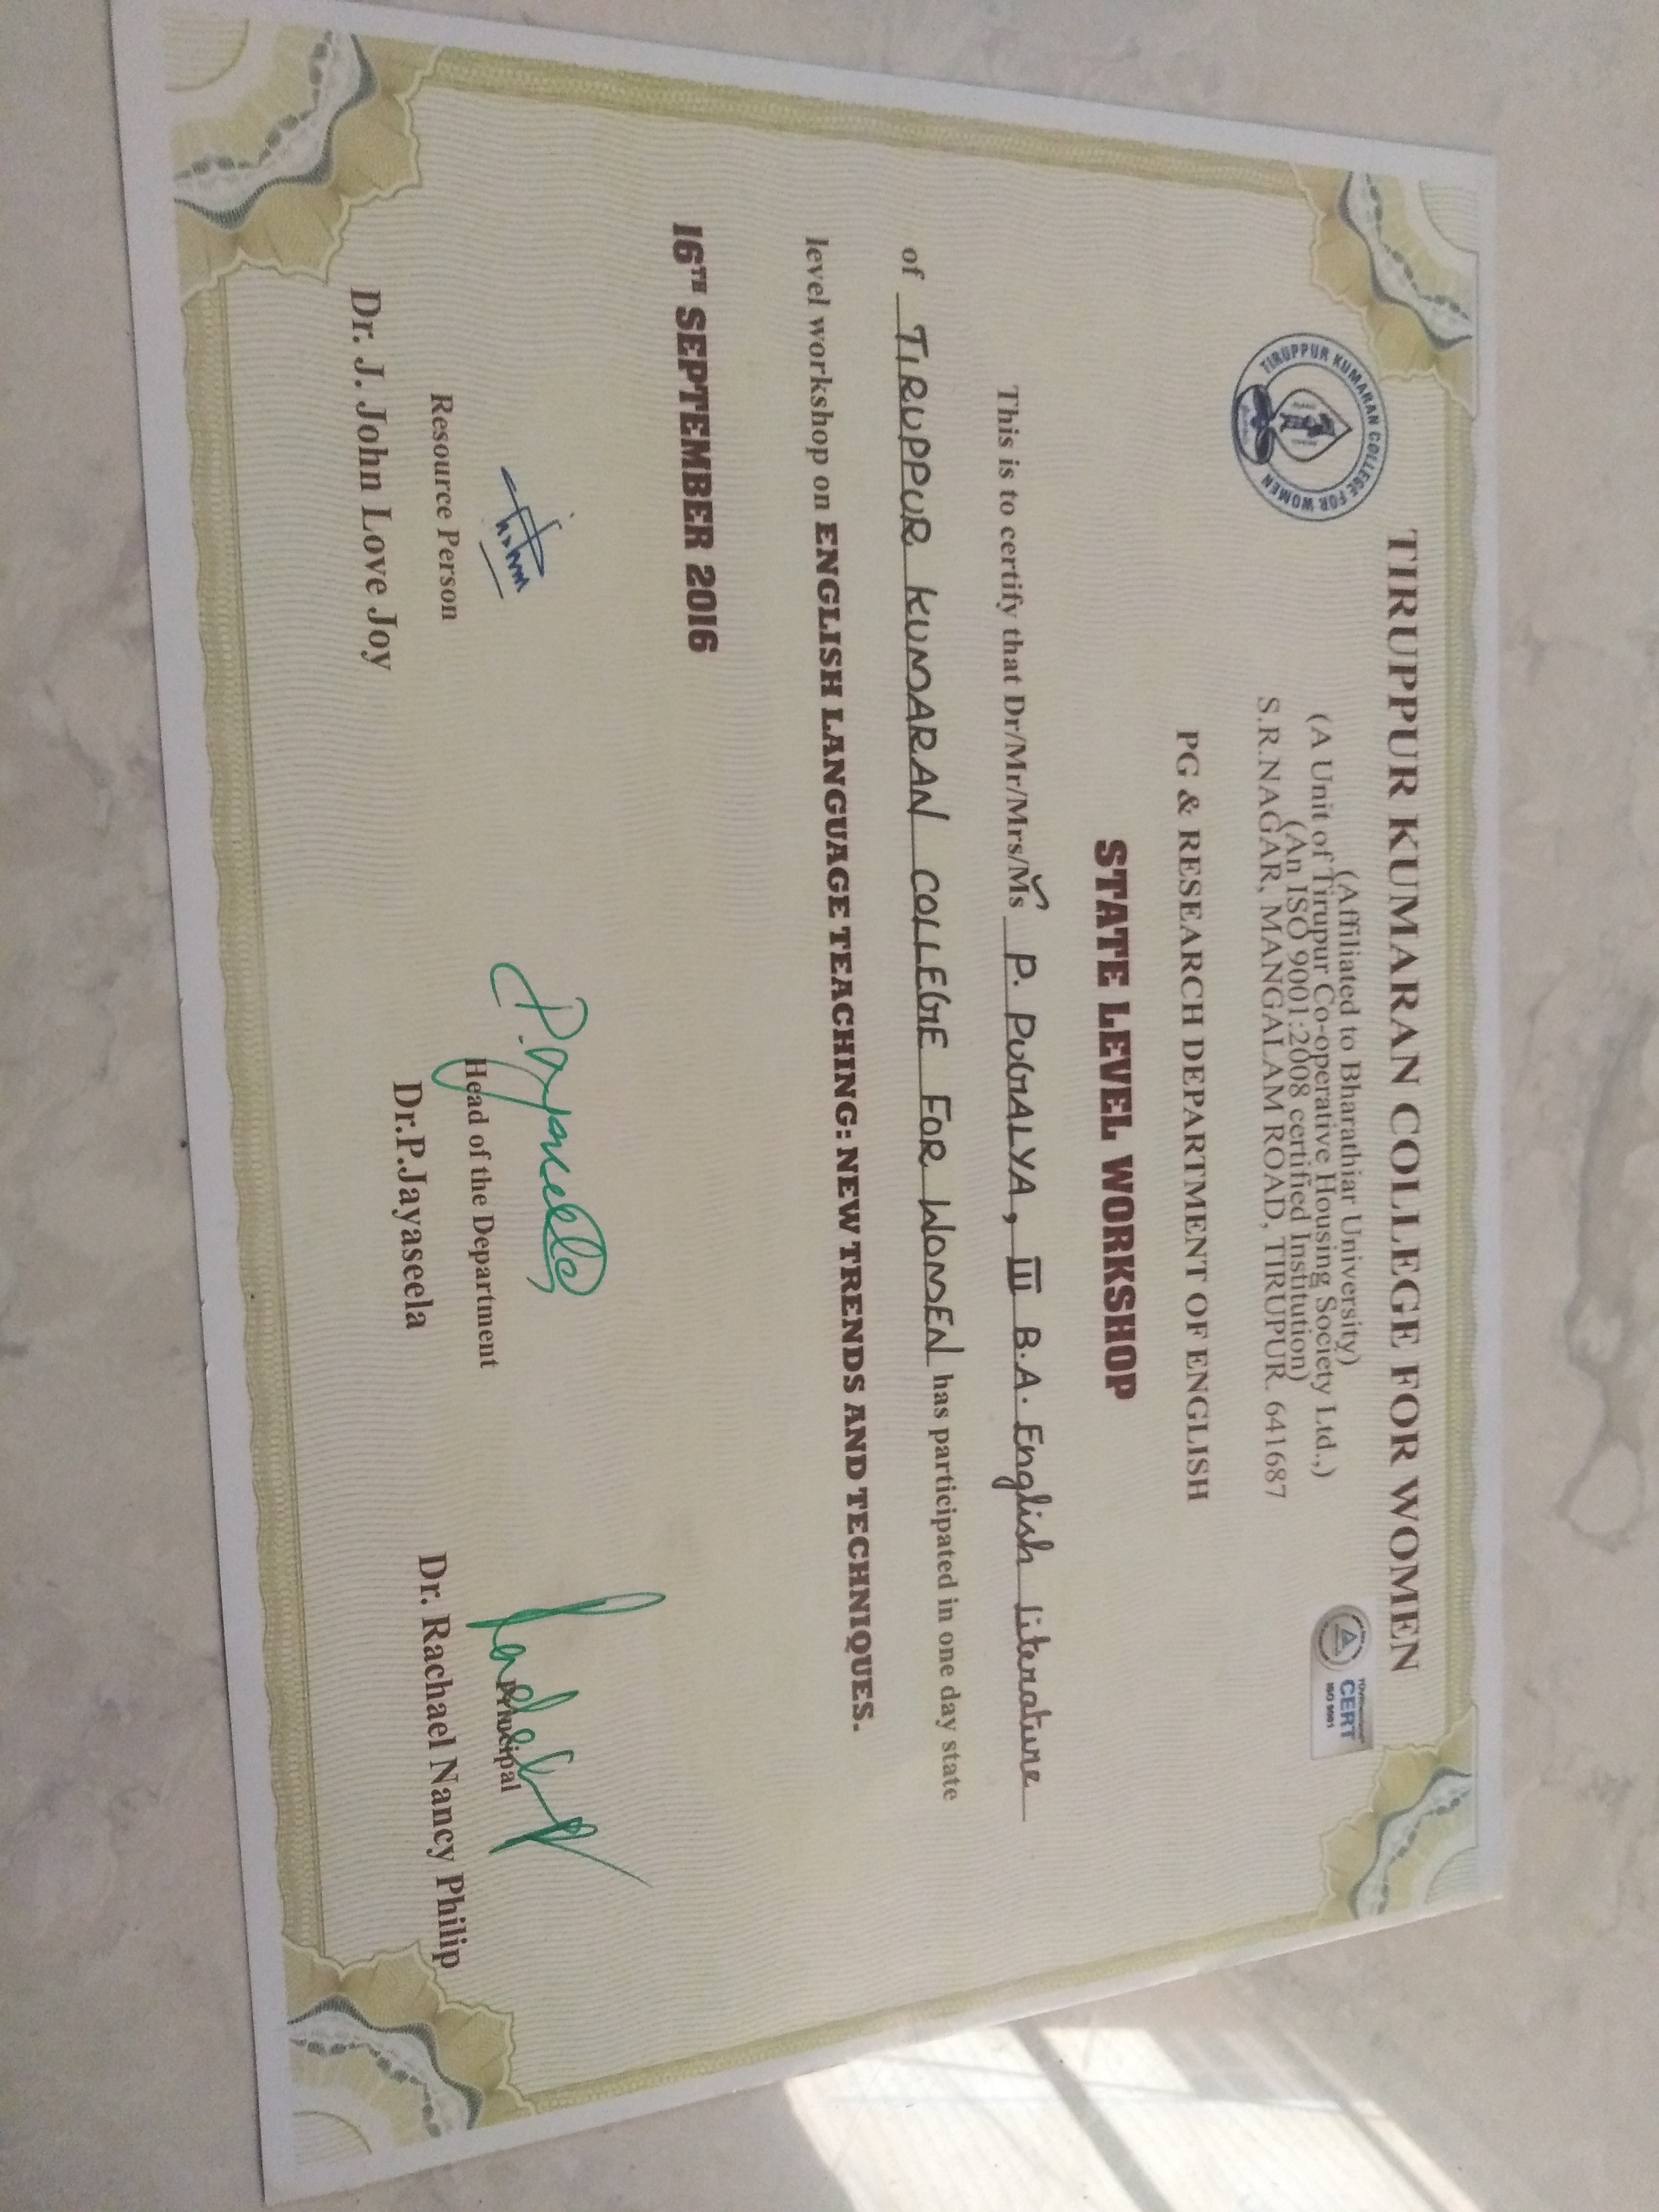 TIRUPPUR KUMARAN COLLEGE FOR WOMEN
(Affiliated to Bharathiar University)
(A Unit of Tirupur Co-operative Housing Society Ltd.,)
(An ISO 9001:2008 certified Institution)
S.R.NAGAR, MANGALAM ROAD, TIRUPUR. 641687
TIRUPPUR KUMARAN COLLEGE FOR WOMEN
CERT
ISO 9001
PG & RESEARCH DEPARTMENT OF ENGLISH
STATE LEVEL WORKSHOP
This is to certify that Dr/Mr/Mrs/Ms P. PUGALYA, III B.A. English literature
of TIRUPPUR KUMARAN COLLEGE FOR WOMEN has participated in one day state
level workshop on ENGLISH LANGUAGE TEACHING: NEW TRENDS AND TECHNIQUES.
16TH SEPTEMBER 2016
Resource Person
Dr. J. John Love Joy
Head of the Department
Dr.P.Jayaseela
Principal
Dr. Rachael Nancy Philip